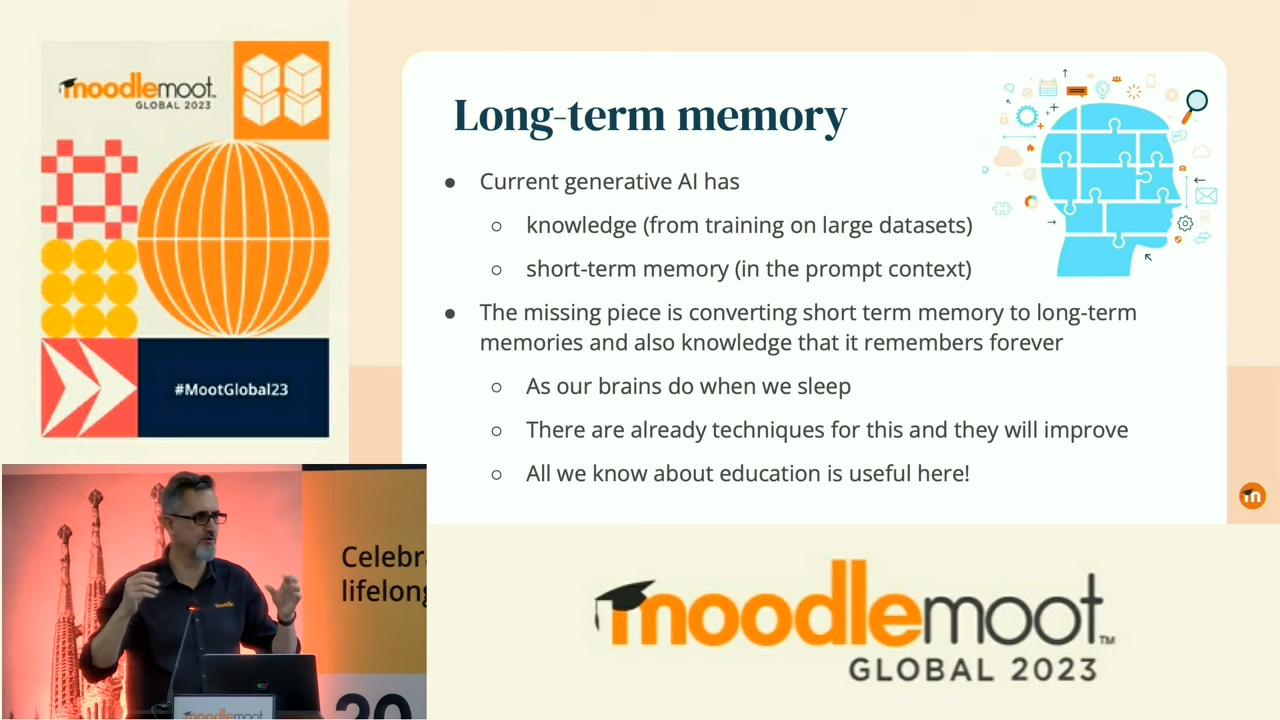 moodlemoot
GLOBAL 2023
#MootGlobal23
Long-term memory
● Current generative AI has
○ knowledge (from training on large datasets)
○ short-term memory (in the prompt context)
● The missing piece is converting short term memory to long-term
memories and also knowledge that it remembers forever
○ As our brains do when we sleep
○ There are already techniques for this and they will improve
○ All we know about education is useful here!
m
Celebr
lifelong
20
moodle
moodlemoot
moodlemoot™
GLOBAL 2023